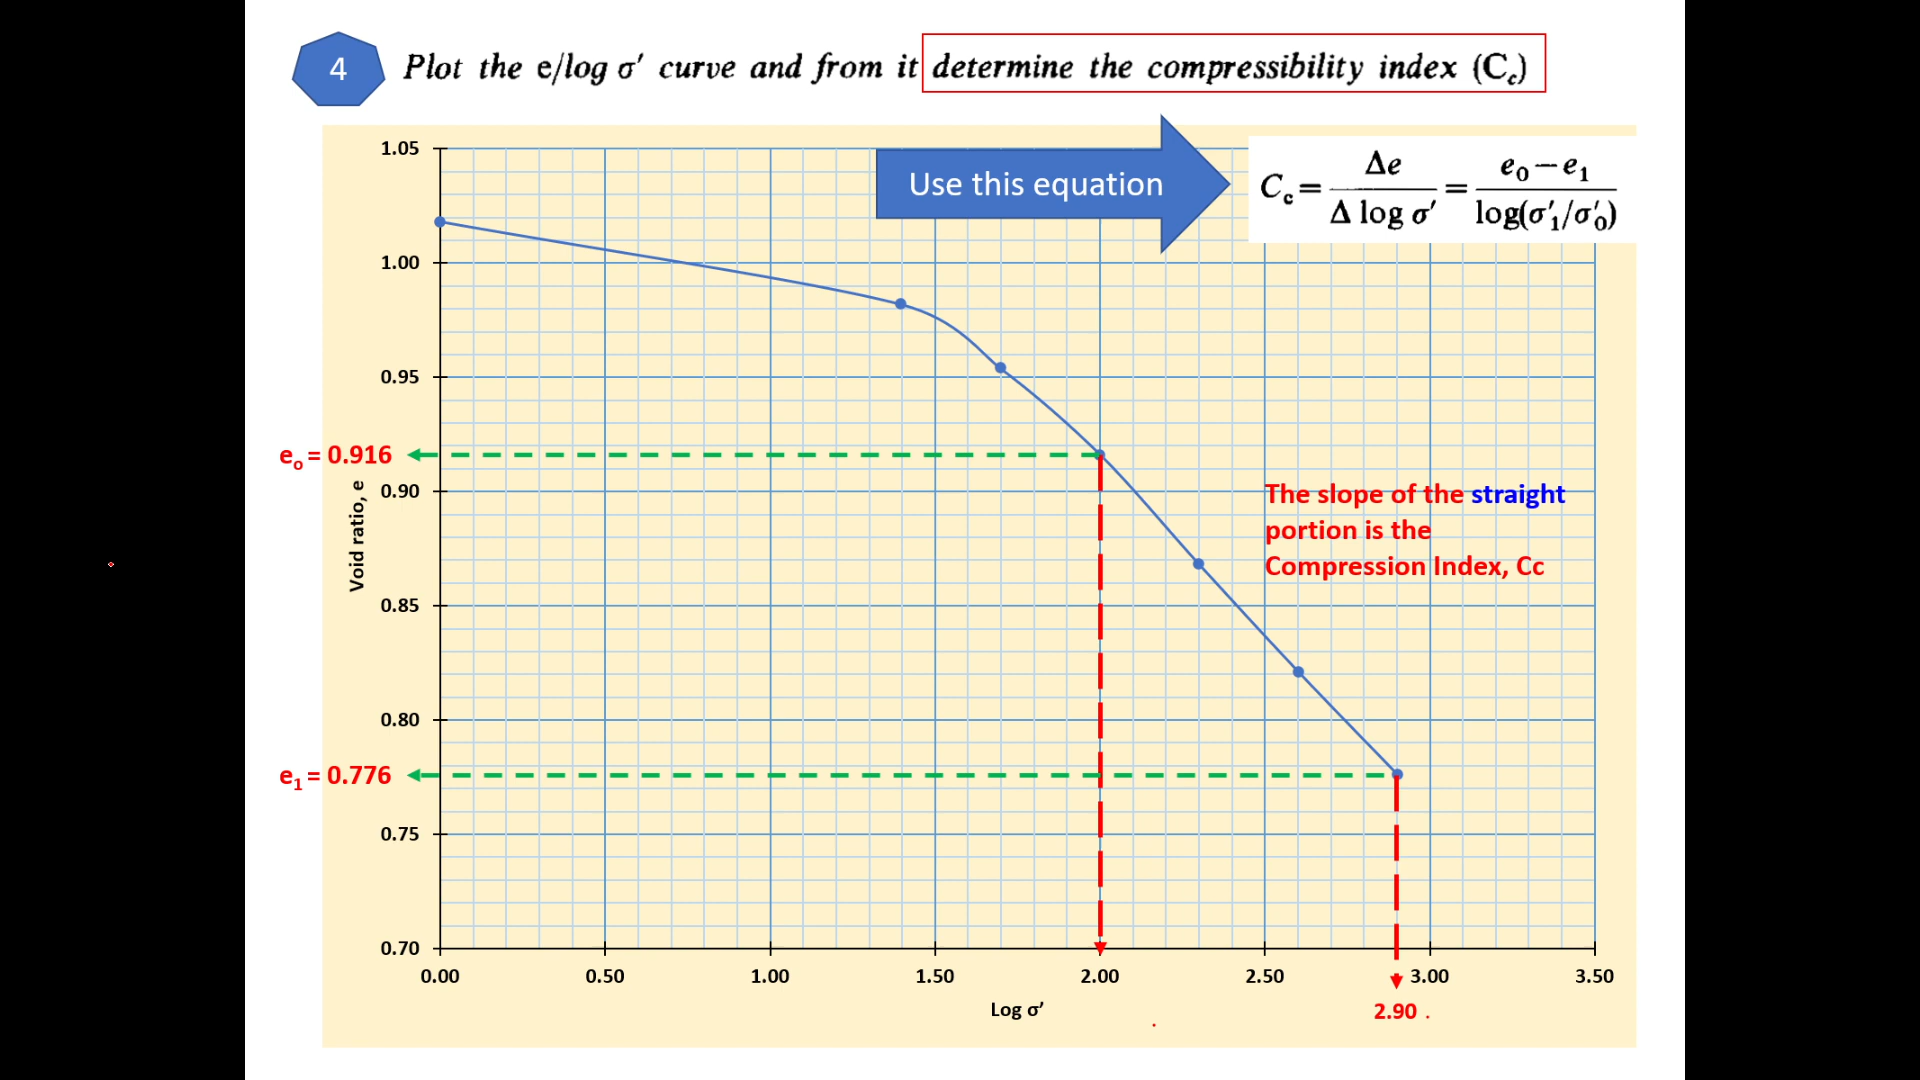 4
Plot the e/log σ′ curve and from it determine the compressibility index (C_c)
Use this equation
C_c = Δe / Δ log σ′ = e₀ − e₁ / log(σ′₁/σ′₀)
1.05
1.00
0.95
0.90
0.85
0.80
0.75
0.70
e_o = 0.916
e₁ = 0.776
Void ratio, e
The slope of the straight
portion is the
Compression Index, Cc
0.00 0.50 1.00 1.50 2.00 2.50 3.00 3.50
Log σ′
2.90